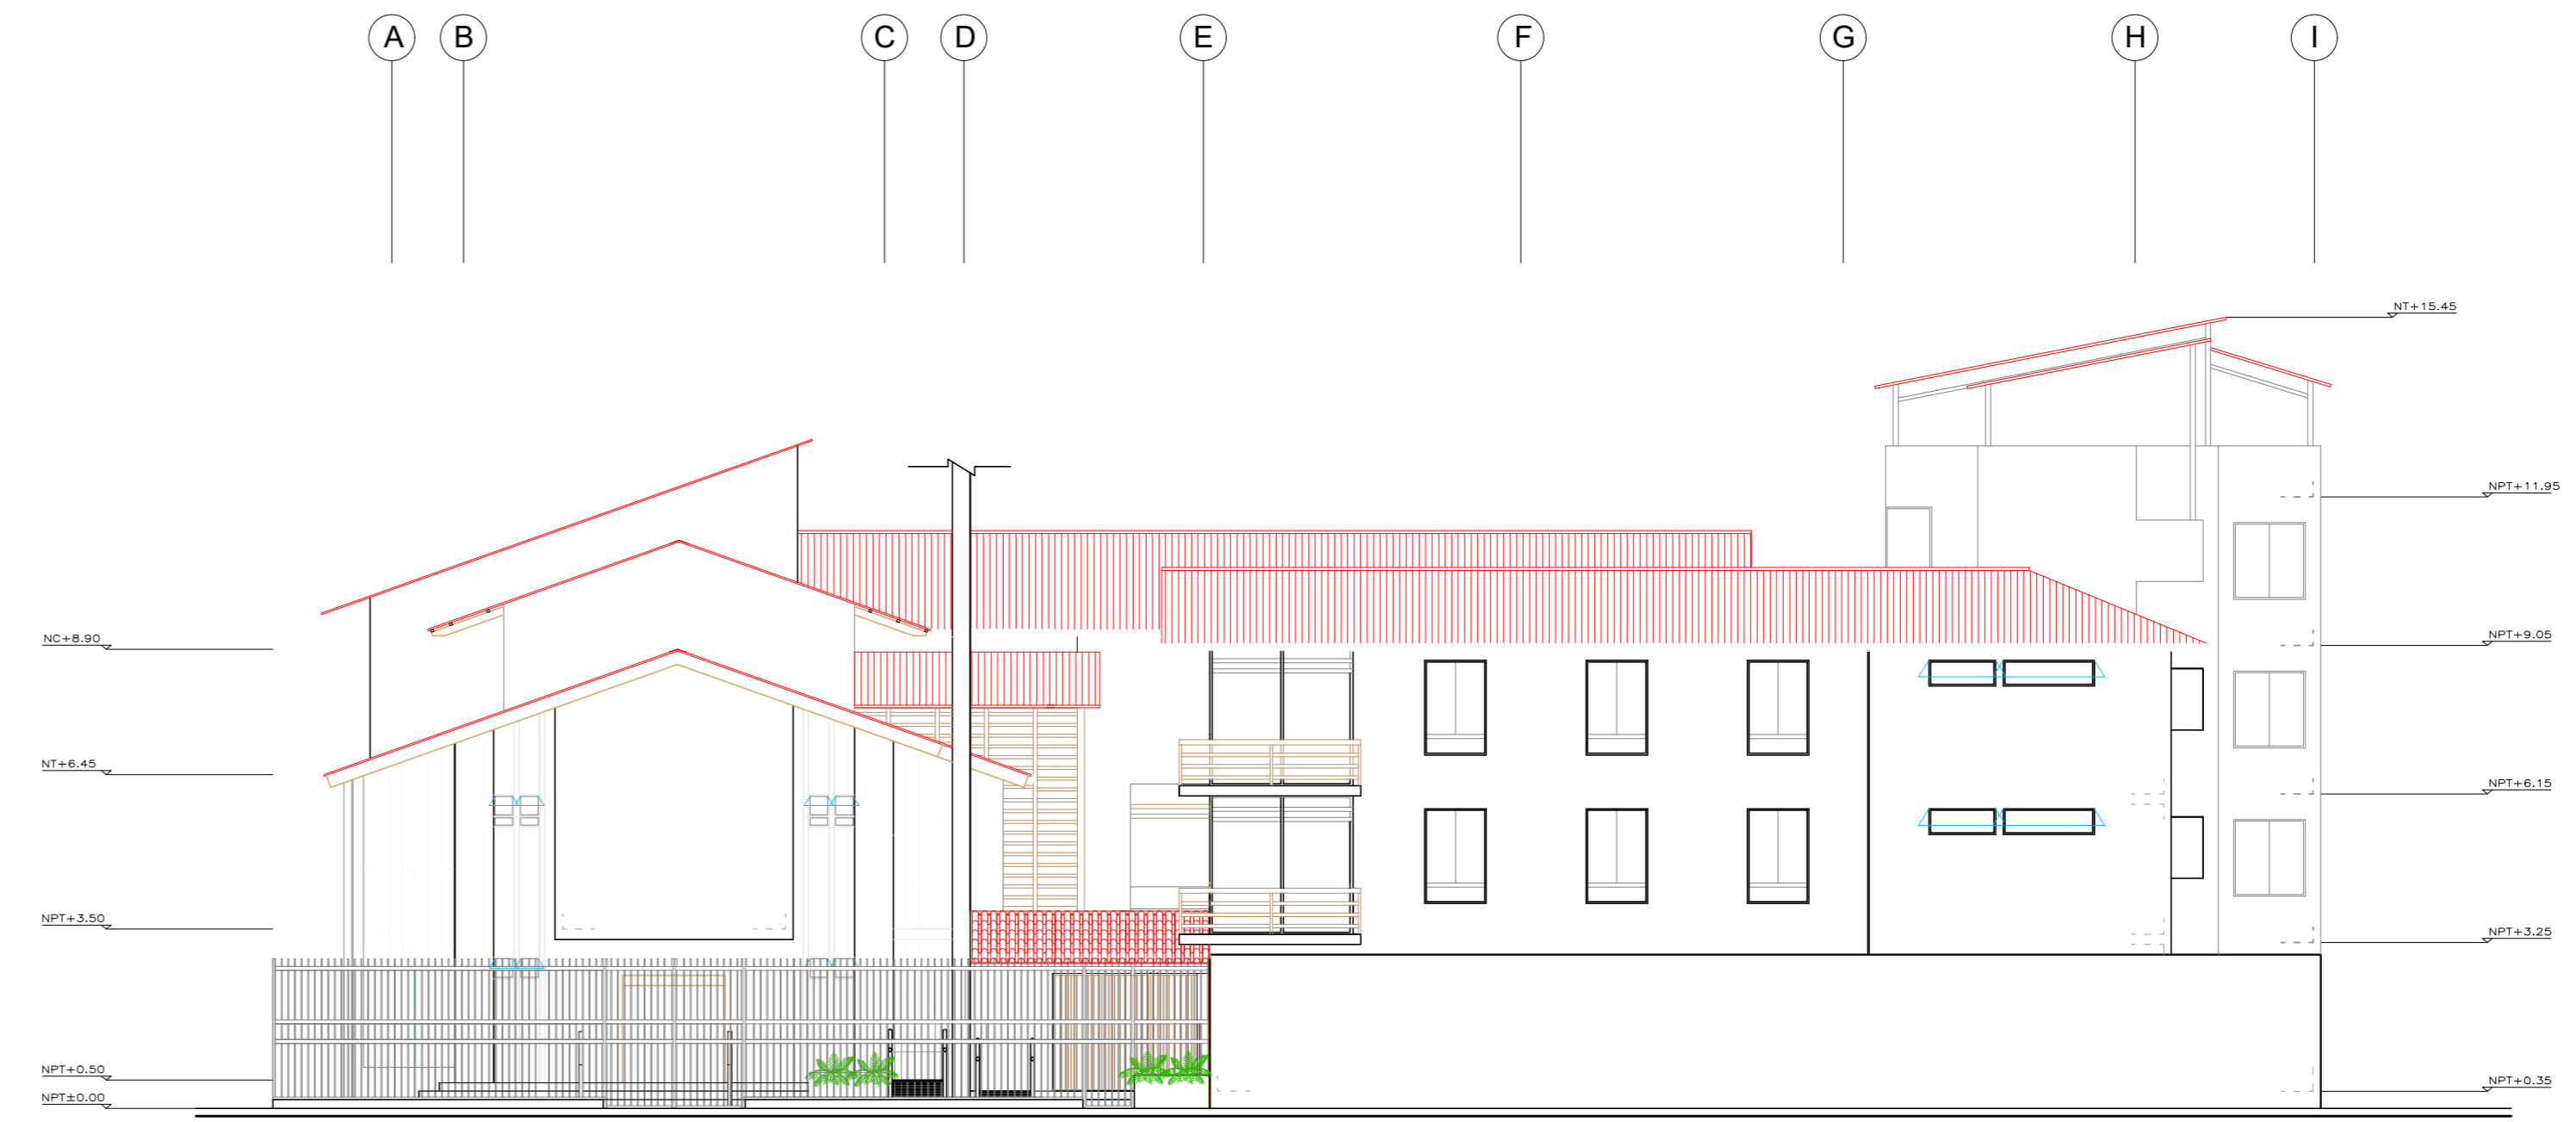 A B C D E F G H I
NT+15.45
NPT+11.95
NC+8.90
NPT+9.05
NT+6.45
NPT+6.15
NPT+3.50
NPT+3.25
NPT+0.50
NPT+0.35
NPT±0.00